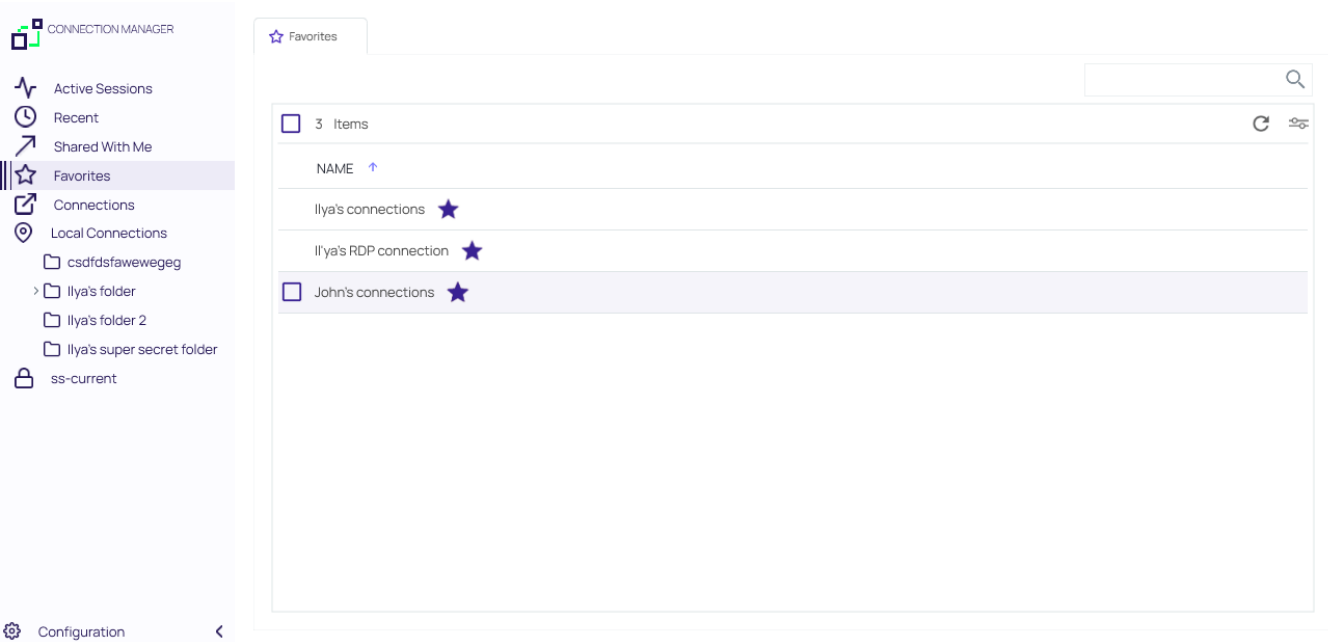 CONNECTION MANAGER
Active Sessions
Recent
Shared With Me
Favorites
Connections
Local Connections
csdfdsfawewegeg
Ilya's folder
Ilya's folder 2
Ilya's super secret folder
ss-current
Configuration
Favorites
3 Items
NAME
Ilya's connections
Il'ya's RDP connection
John's connections